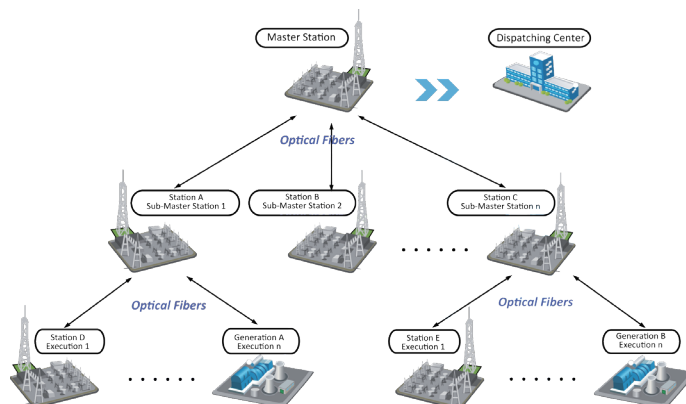 Master Station
Dispatching Center
Optical Fibers
Station A
Sub-Master Station 1
Station B
Sub-Master Station 2
Station C
Sub-Master Station n
Optical Fibers
Optical Fibers
Station D
Execution 1
Generation A
Execution n
Station E
Execution 1
Generation B
Execution n